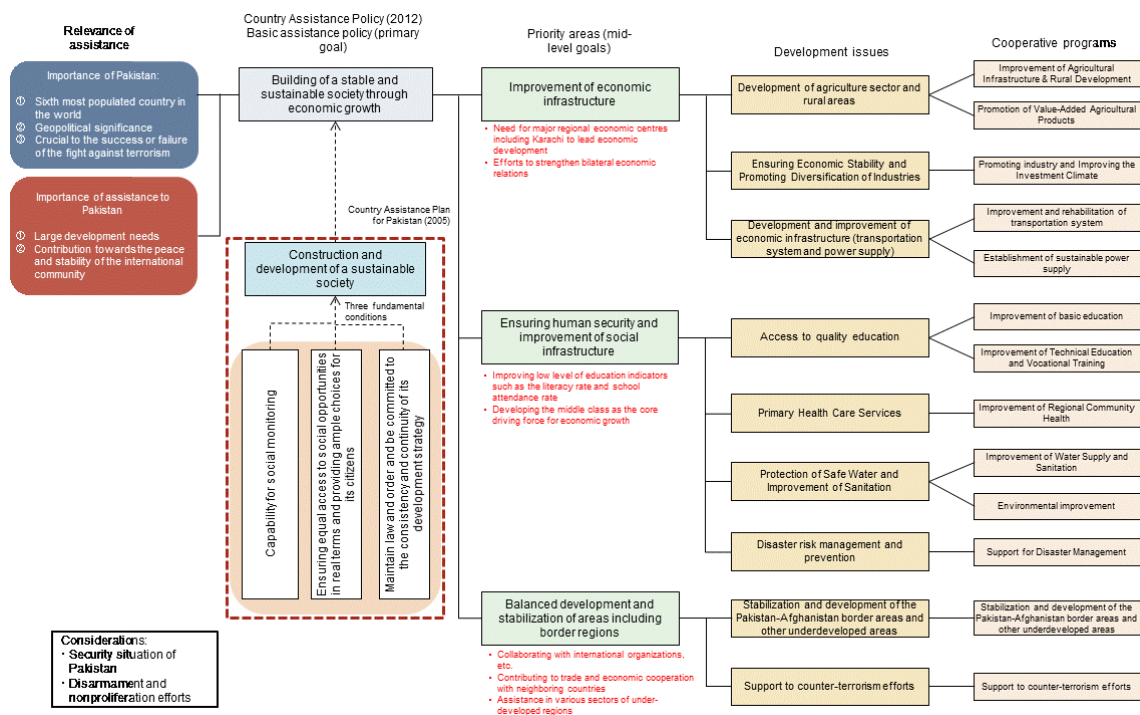 Relevance of
assistance
Country Assistance Policy (2012)
Basic assistance policy (primary
goal)
Priority areas (mid-
level goals)
Development issues
Cooperative programs
Importance of Pakistan:
① Sixth most populated country in
the world
② Geopolitical significance
③ Crucial to the success or failure
of the fight against terrorism
Importance of assistance to
Pakistan
① Large development needs
② Contribution towards the peace
and stability of the international
community
Building of a stable and
sustainable society through
economic growth
Country Assistance Plan
for Pakistan (2005)
Construction and
development of a sustainable
society
Three fundamental
conditions
Capability for social monitoring
Ensuring equal access to social opportunities
in real terms and providing ample choices for
its citizens
Maintain law and order and be committed to
the consistency and continuity of its
development strategy
Considerations:
・Security situation of
Pakistan
・Disarmament and
nonproliferation efforts
Improvement of economic
infrastructure
• Need for major regional economic centres
including Karachi to lead economic
development
• Efforts to strengthen bilateral economic
relations
Ensuring human security and
improvement of social
infrastructure
• Improving low level of education indicators
such as the literacy rate and school
attendance rate
• Developing the middle class as the core
driving force for economic growth
Balanced development and
stabilization of areas including
border regions
• Collaborating with international organizations,
etc.
• Contributing to trade and economic cooperation
with neighboring countries
• Assistance in various sectors of under-
developed regions
Development of agriculture sector and
rural areas
Ensuring Economic Stability and
Promoting Diversification of Industries
Development and improvement of
economic infrastructure (transportation
system and power supply)
Access to quality education
Primary Health Care Services
Protection of Safe Water and
Improvement of Sanitation
Disaster risk management and
prevention
Stabilization and development of the
Pakistan-Afghanistan border areas and
other underdeveloped areas
Support to counter-terrorism efforts
Improvement of Agricultural
Infrastructure & Rural Development
Promotion of Value-Added Agricultural
Products
Promoting industry and Improving the
Investment Climate
Improvement and rehabilitation of
transportation system
Establishment of sustainable power
supply
Improvement of basic education
Improvement of Technical Education
and Vocational Training
Improvement of Regional Community
Health
Improvement of Water Supply and
Sanitation
Environmental improvement
Support for Disaster Management
Stabilization and development of the
Pakistan-Afghanistan border areas and
other underdeveloped areas
Support to counter-terrorism efforts